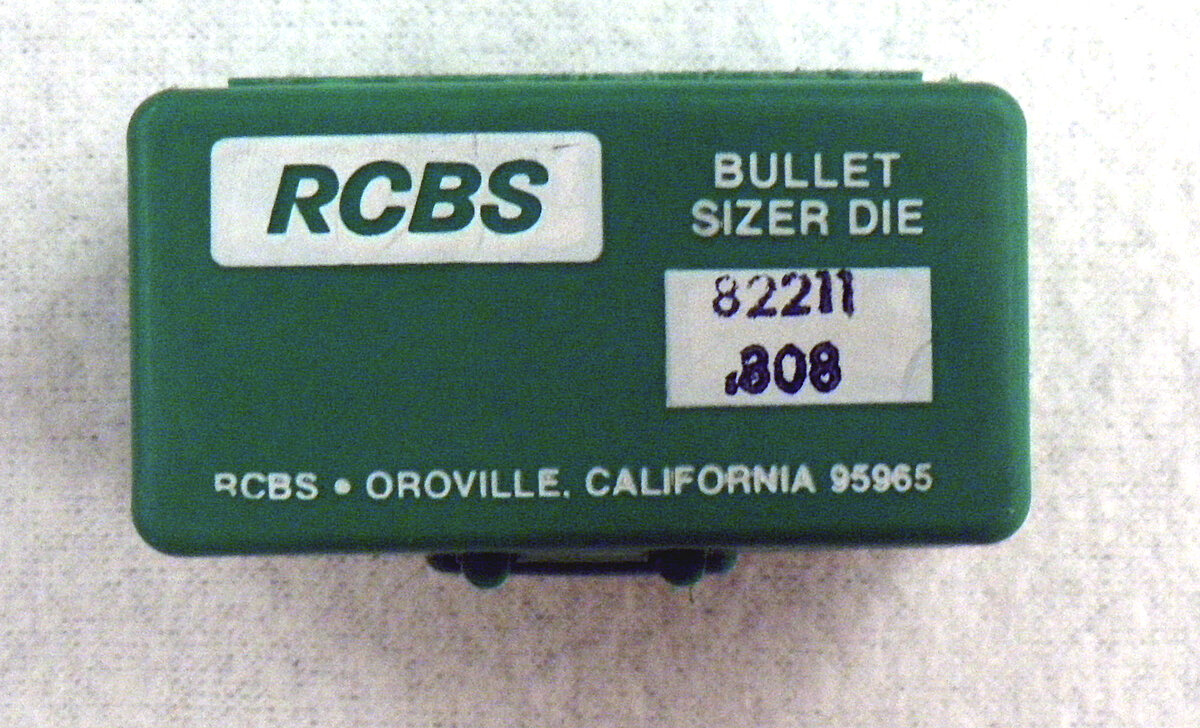 RCBS
BULLET
SIZER DIE
82211
.308
RCBS • OROVILLE, CALIFORNIA 95965